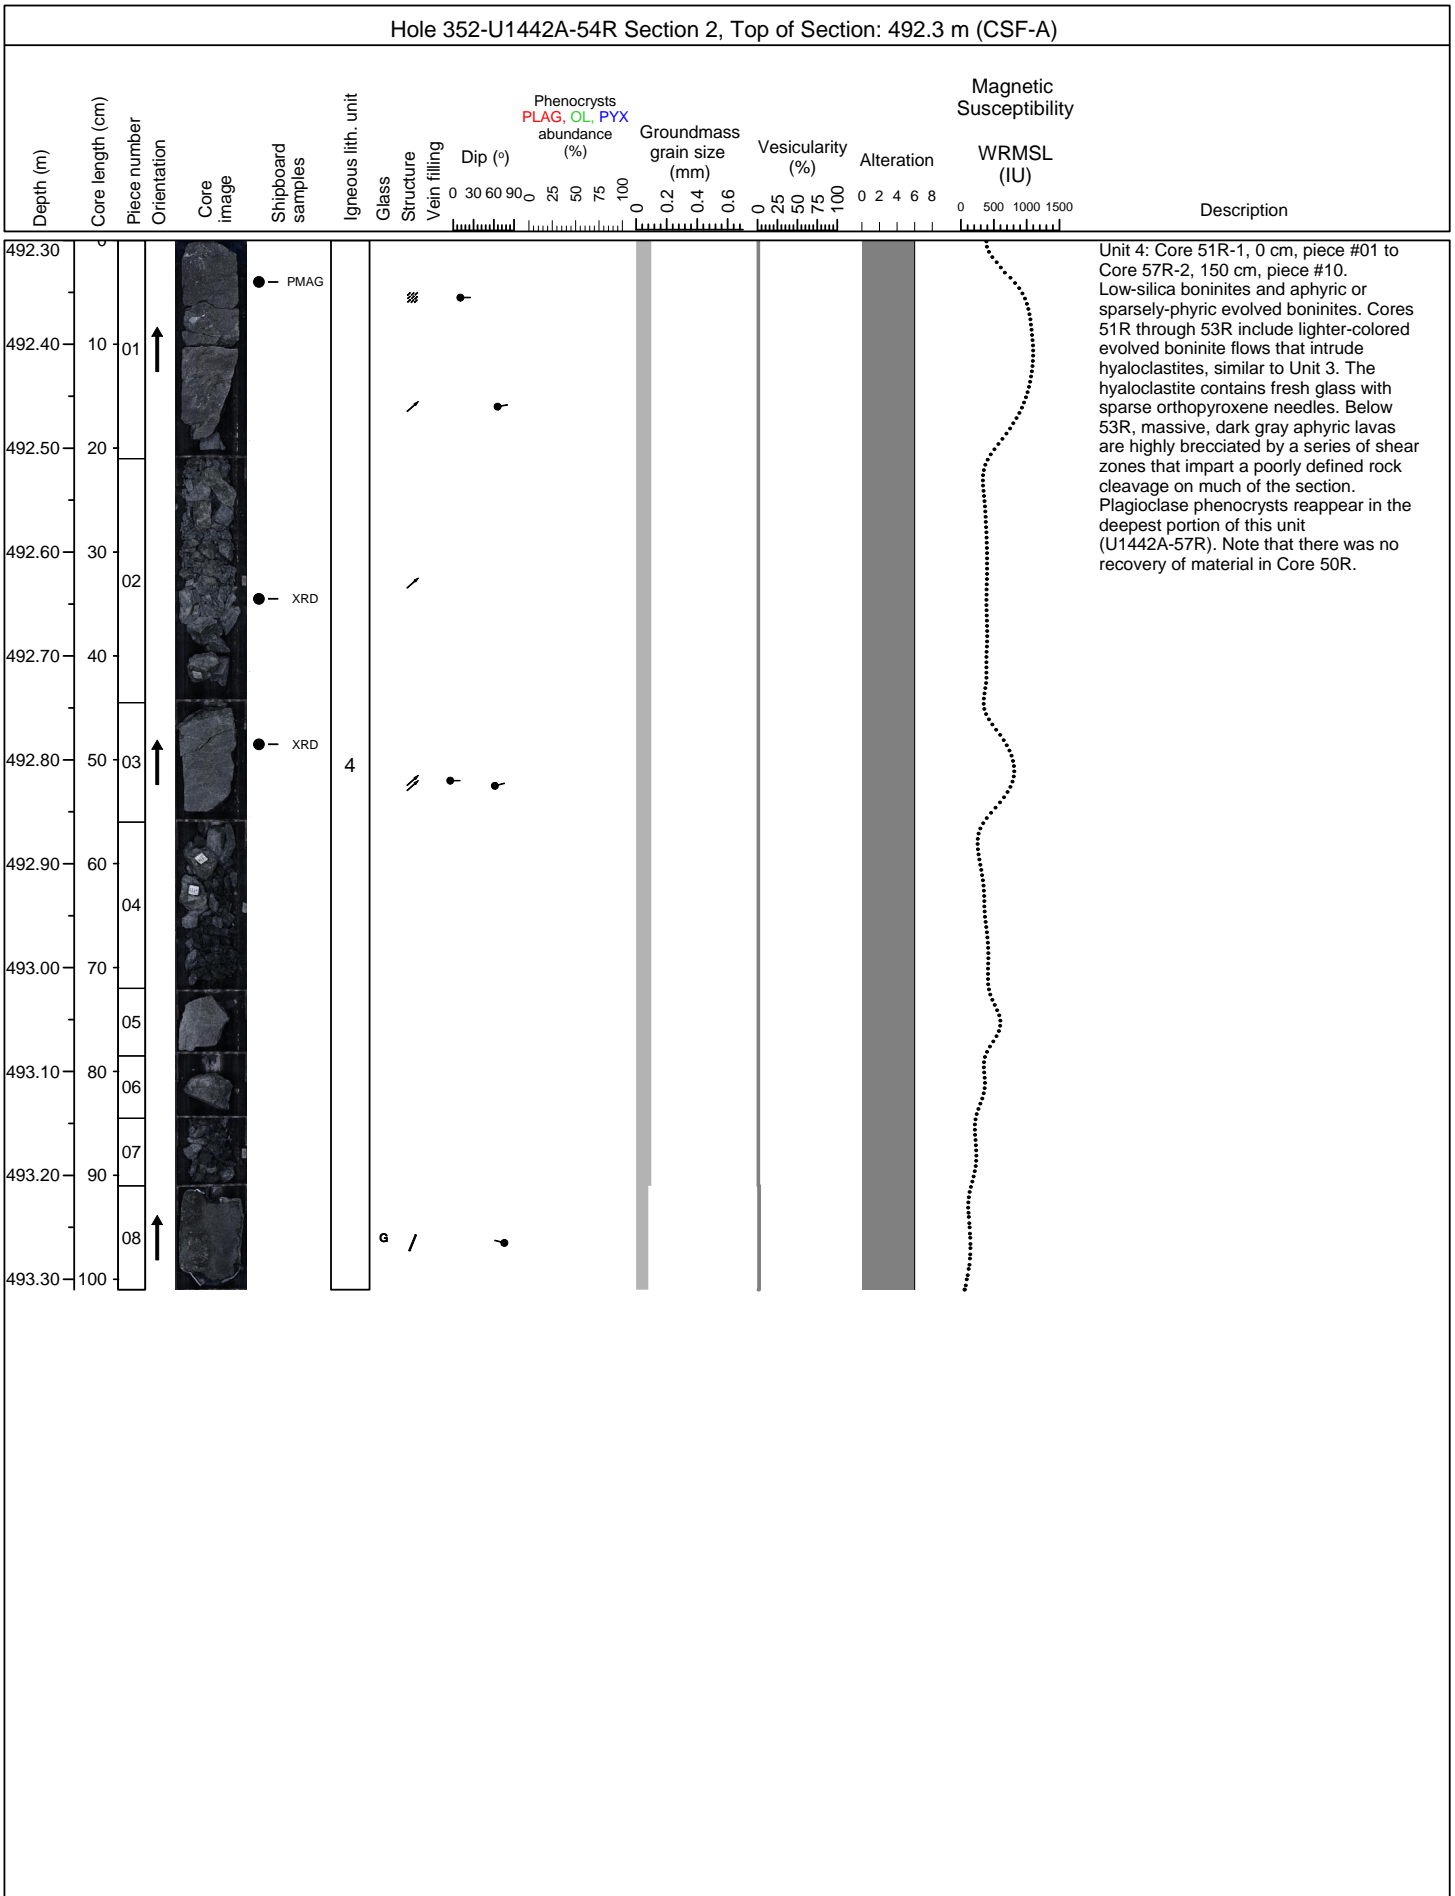 Hole 352-U1442A-54R Section 2, Top of Section: 492.3 m (CSF-A)
Depth (m)
Core length (cm)
Piece number
Orientation
Core
image
Shipboard
samples
Igneous lith. unit
Glass
Structure
Vein filling
Dip (°)
0 30 60 90
Phenocrysts
PLAG, OL, PYX
abundance
(%)
0 25 50 75 100
Groundmass
grain size
(mm)
0 0.2 0.4 0.6
Vesicularity
(%)
0 25 50 75 100
Alteration
0 2 4 6 8
Magnetic
Susceptibility
WRMSL
(IU)
0 500 1000 1500
Description
492.30
492.40
492.50
492.60
492.70
492.80
492.90
493.00
493.10
493.20
493.30
0
10
20
30
40
50
60
70
80
90
100
01
02
03
04
05
06
07
08
PMAG
XRD
XRD
4
G
Unit 4: Core 51R-1, 0 cm, piece #01 to
Core 57R-2, 150 cm, piece #10.
Low-silica boninites and aphyric or
sparsely-phyric evolved boninites. Cores
51R through 53R include lighter-colored
evolved boninite flows that intrude
hyaloclastites, similar to Unit 3. The
hyaloclastite contains fresh glass with
sparse orthopyroxene needles. Below
53R, massive, dark gray aphyric lavas
are highly brecciated by a series of shear
zones that impart a poorly defined rock
cleavage on much of the section.
Plagioclase phenocrysts reappear in the
deepest portion of this unit
(U1442A-57R). Note that there was no
recovery of material in Core 50R.